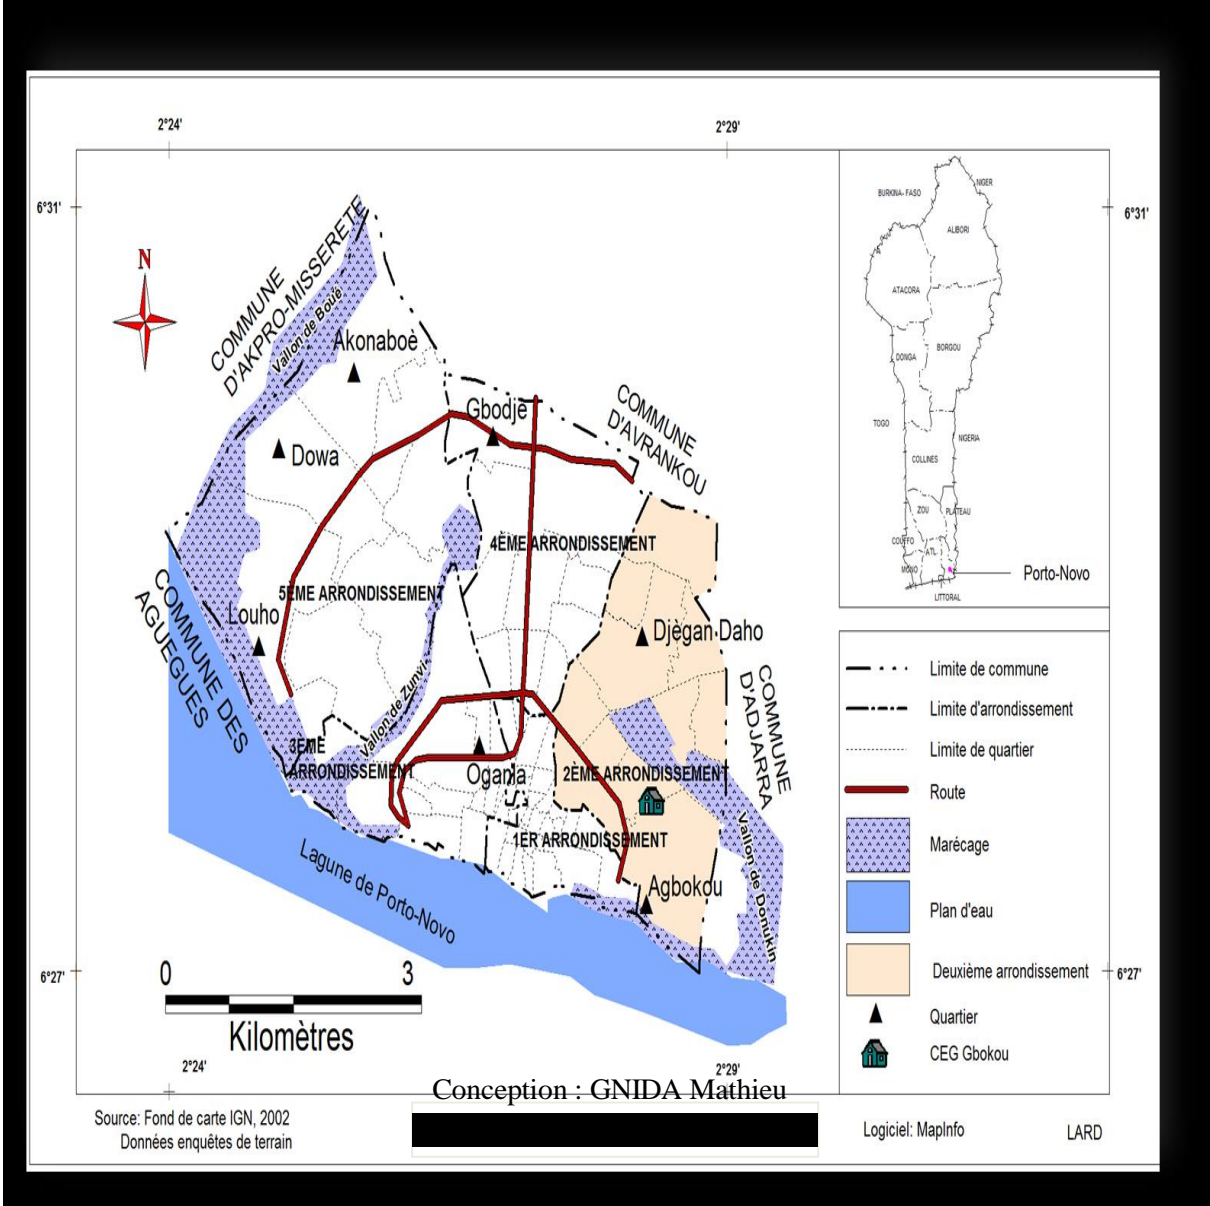 2°24'
2°29'
6°31'
6°31'
N
COMMUNE
D'AKPRO-MISSERETE
Vallon de Boué
Akonaboè
Gbodjè
COMMUNE
D'AVRANKOU
Dowa
4ÈME ARRONDISSEMENT
5ÈME ARRONDISSEMENT
Louho
COMMUNE DES
AGUEGUES
Djègan Daho
Vallon de Zunvi
COMMUNE
D'ADJARRA
3EME
ARRONDISSEMENT
Oganla
2ÈME ARRONDISSEMENT
1ER ARRONDISSEMENT
Vallon de Donukin
Agbokou
Lagune de Porto-Novo
6°27'
6°27'
0 3
Kilomètres
2°24'
2°29'
BURKINA- FASO
NIGER
ALIBORI
ATACORA
BORGOU
DONGA
TOGO
NIGERIA
COLLINES
ZOU
PLATEAU
COUFFO
ATL
MONO
LITTORAL
Porto-Novo
Limite de commune
Limite d'arrondissement
Limite de quartier
Route
Marécage
Plan d'eau
Deuxième arrondissement
Quartier
CEG Gbokou
Conception : GNIDA Mathieu
Source: Fond de carte IGN, 2002
Données enquêtes de terrain
Logiciel: MapInfo
LARD